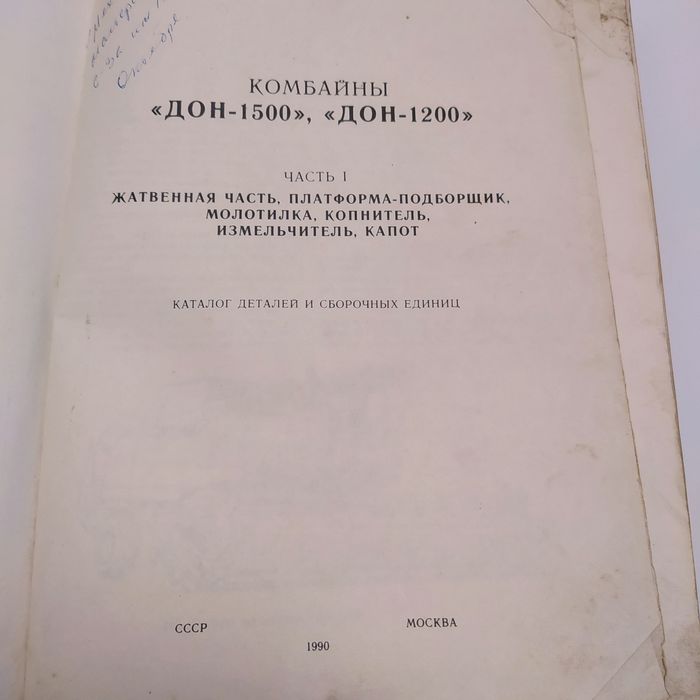 КОМБАЙНЫ
«ДОН-1500», «ДОН-1200»
ЧАСТЬ I
ЖАТВЕННАЯ ЧАСТЬ, ПЛАТФОРМА-ПОДБОРЩИК,
МОЛОТИЛКА, КОПНИТЕЛЬ,
ИЗМЕЛЬЧИТЕЛЬ, КАПОТ
КАТАЛОГ ДЕТАЛЕЙ И СБОРОЧНЫХ ЕДИНИЦ
СССР МОСКВА
1990